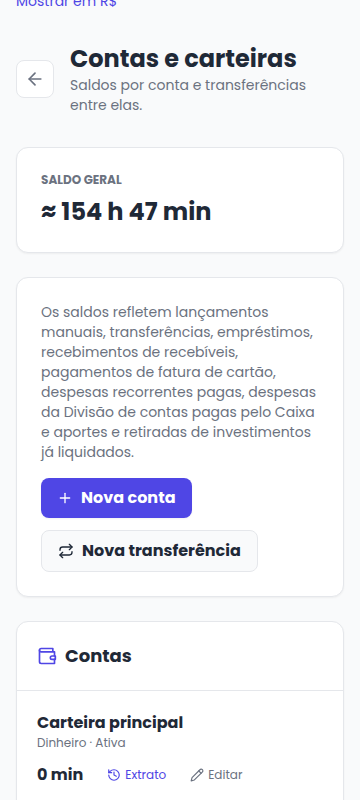 Mostrar em R$
Contas e carteiras
Saldos por conta e transferências
entre elas.
SALDO GERAL
≈ 154 h 47 min
Os saldos refletem lançamentos
manuais, transferências, empréstimos,
recebimentos de recebíveis,
pagamentos de fatura de cartão,
despesas recorrentes pagas, despesas
da Divisão de contas pagas pelo Caixa
e aportes e retiradas de investimentos
já liquidados.
Nova conta
Nova transferência
Contas
Carteira principal
Dinheiro · Ativa
0 min Extrato Editar